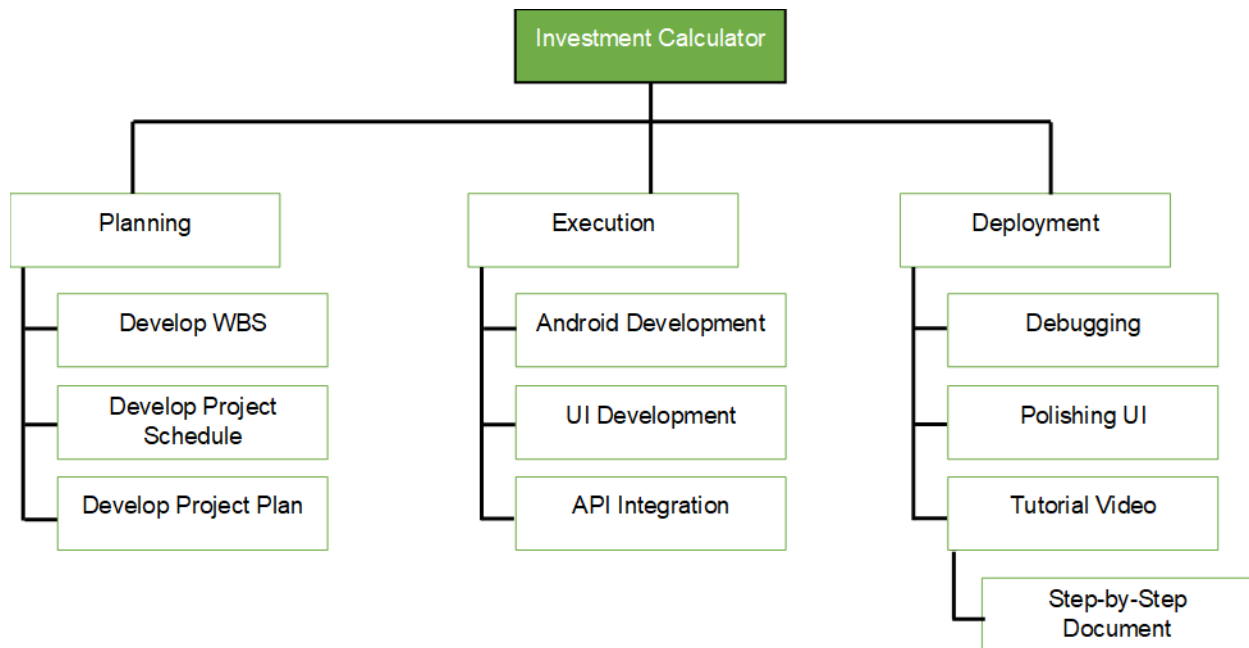 Investment Calculator
Planning
Execution
Deployment
Develop WBS
Develop Project
Schedule
Develop Project Plan
Android Development
UI Development
API Integration
Debugging
Polishing UI
Tutorial Video
Step-by-Step
Document